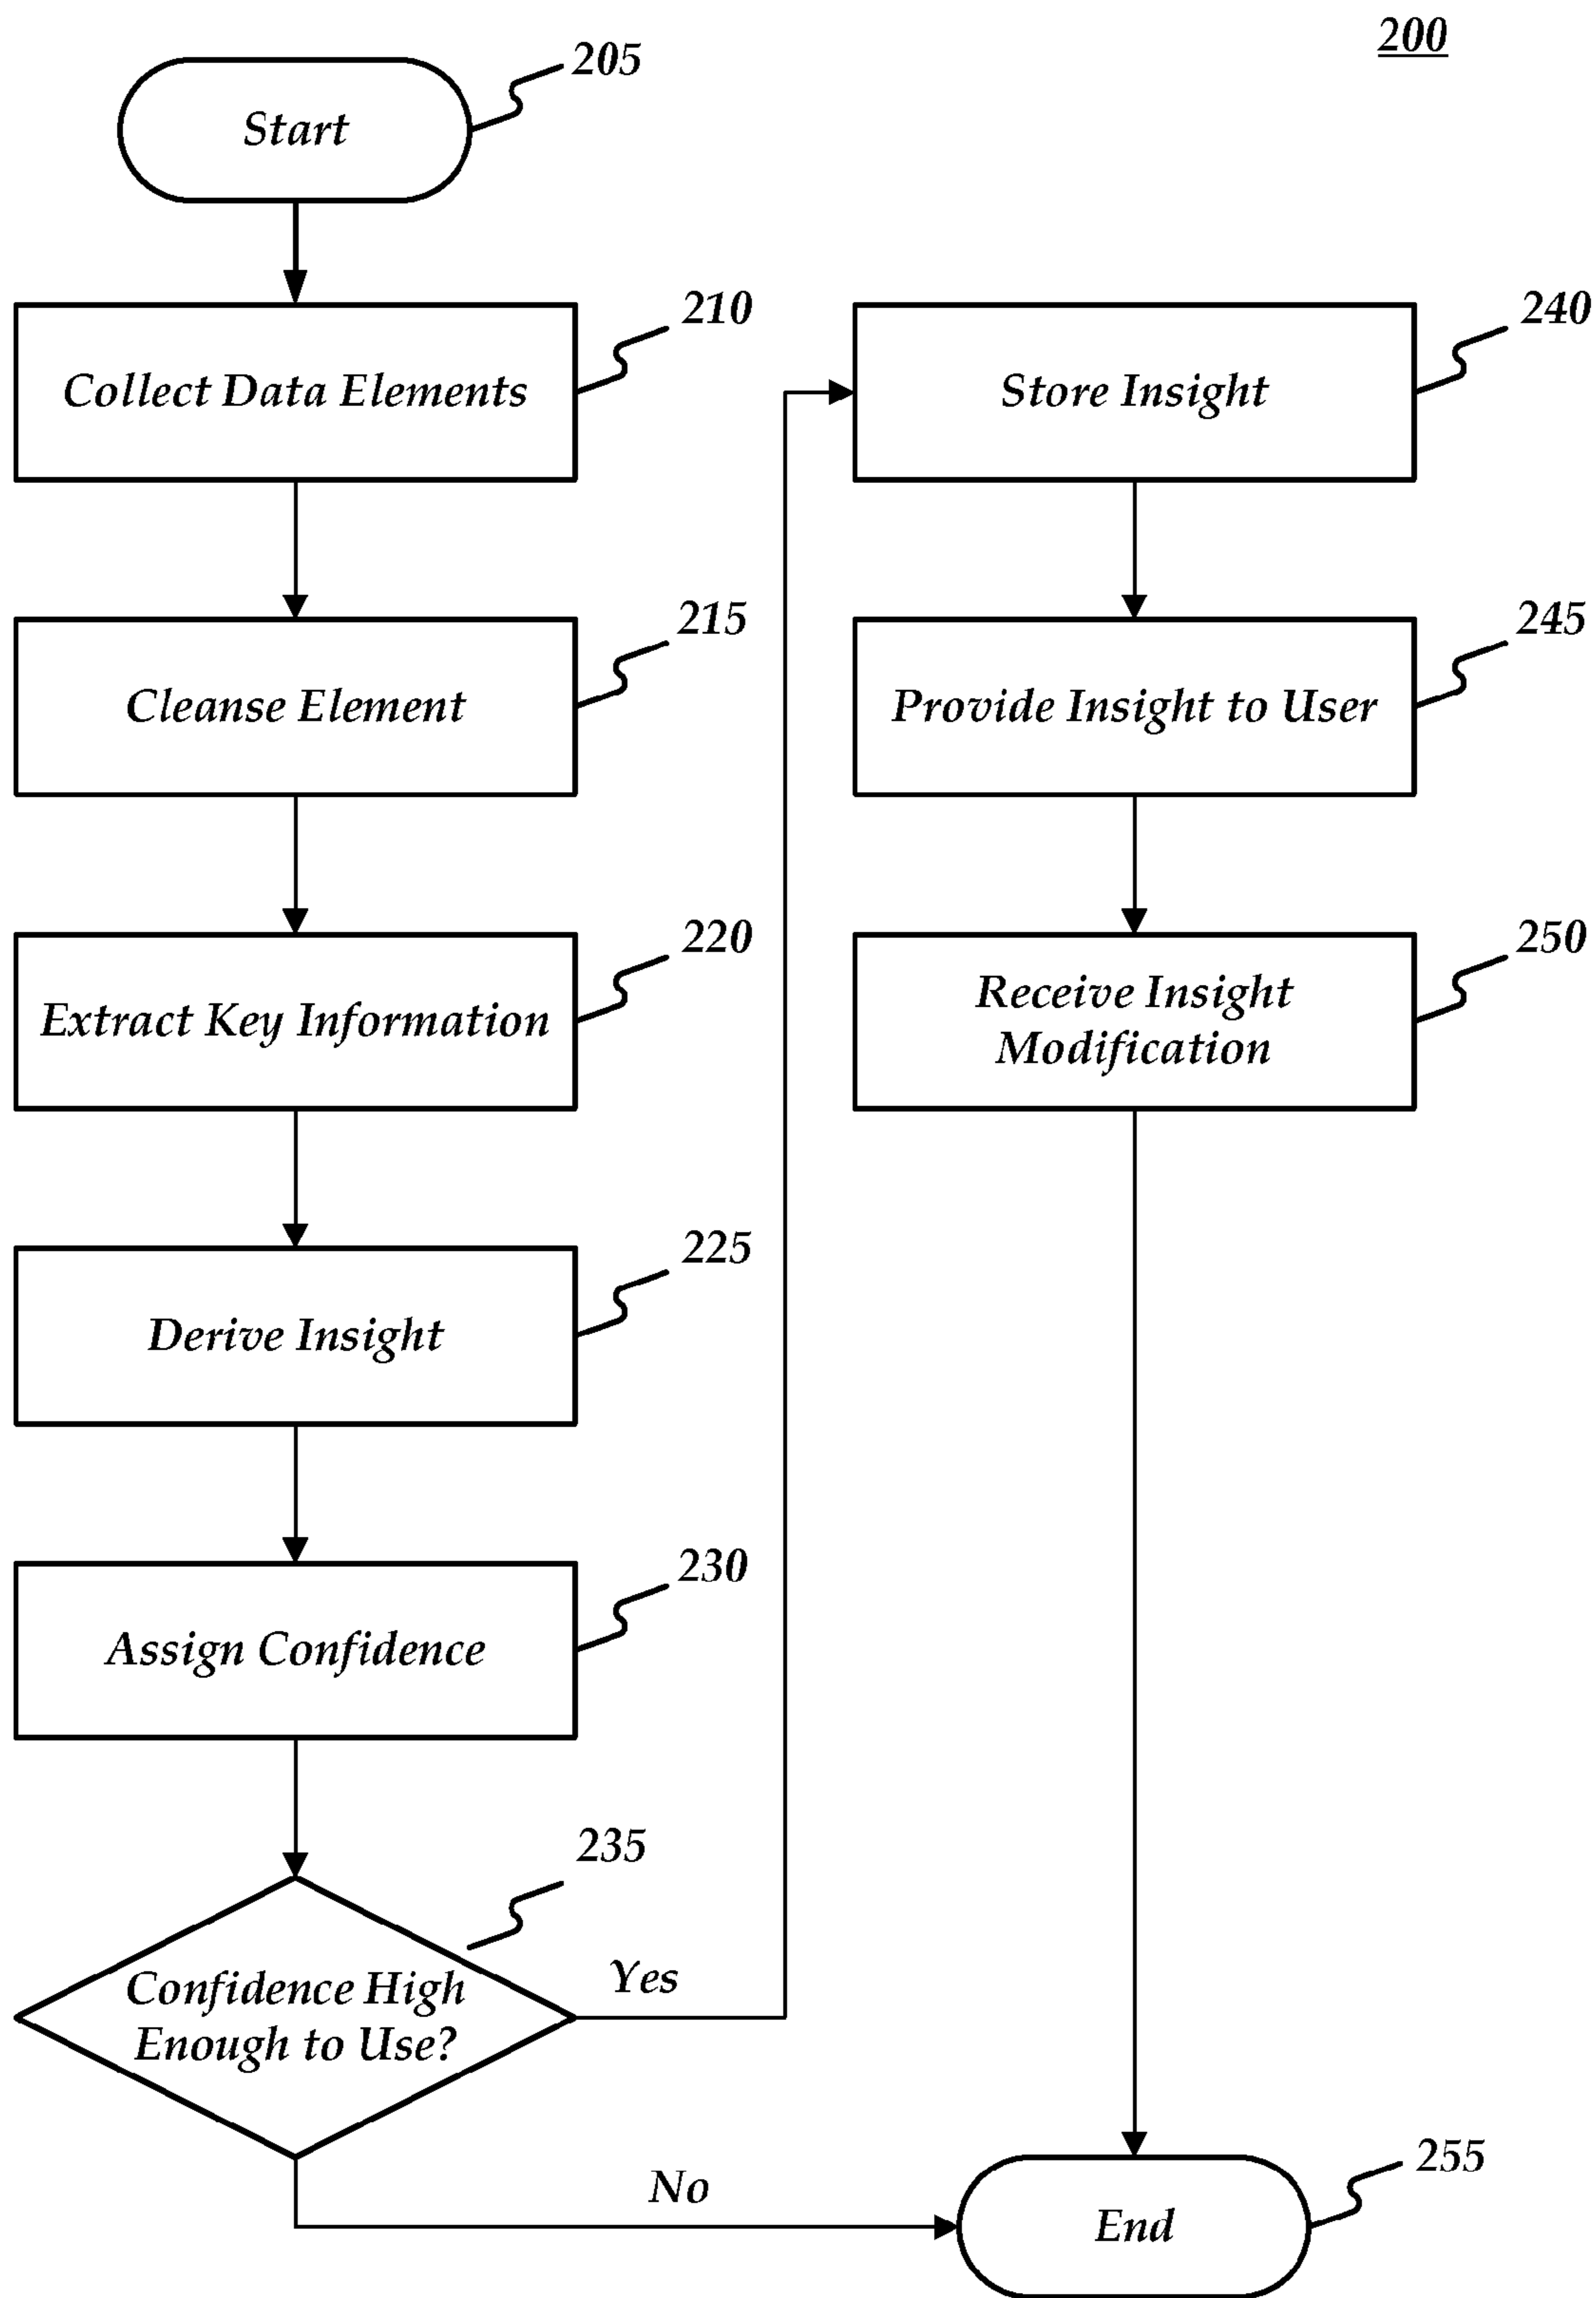 200
205
Start
210
Collect Data Elements
215
Cleanse Element
220
Extract Key Information
225
Derive Insight
230
Assign Confidence
235
Confidence High
Enough to Use?
Yes
No
240
Store Insight
245
Provide Insight to User
250
Receive Insight
Modification
255
End